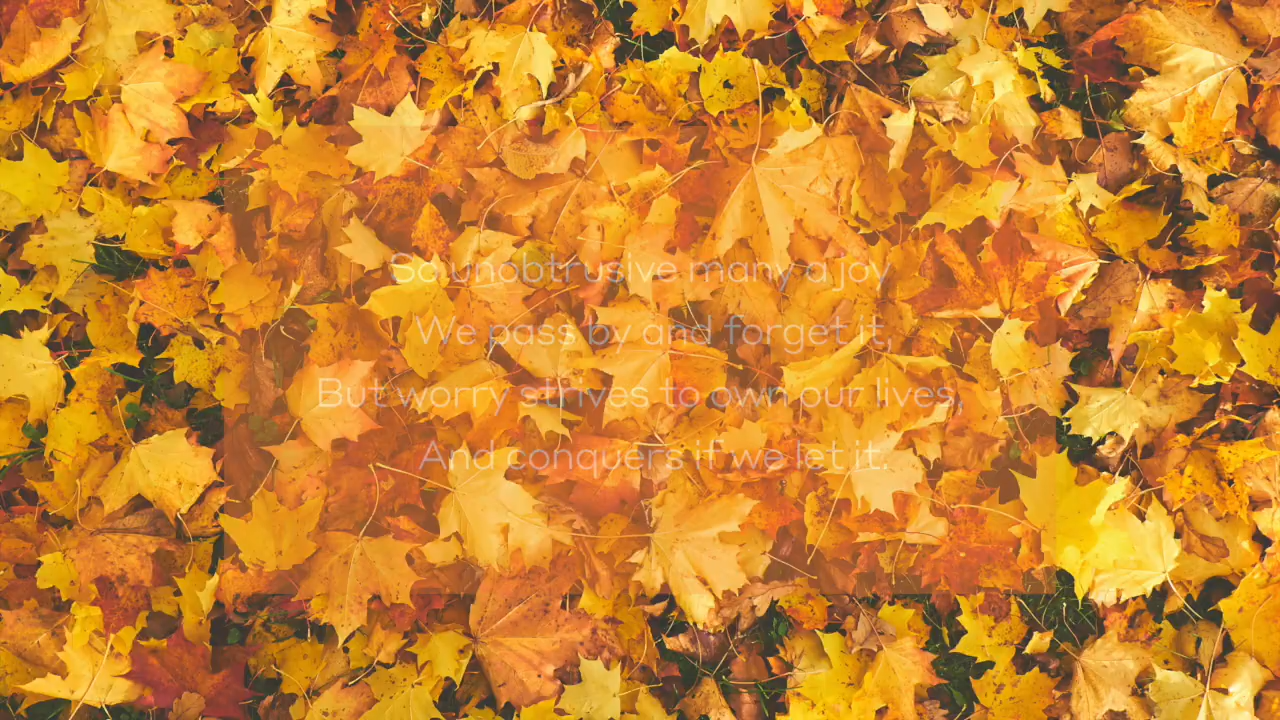 So unobtrusive many a joy
We pass by and forget it,
But worry strives to own our lives,
And conquers if we let it.